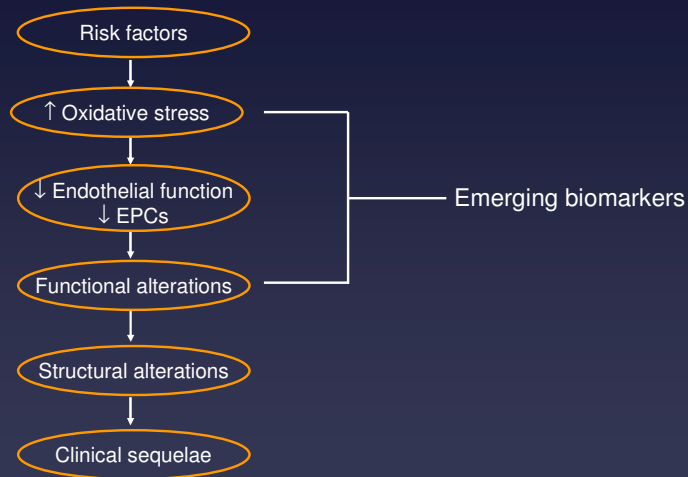 Risk factors
↑ Oxidative stress
↓ Endothelial function
↓ EPCs
Emerging biomarkers
Functional alterations
Structural alterations
Clinical sequelae